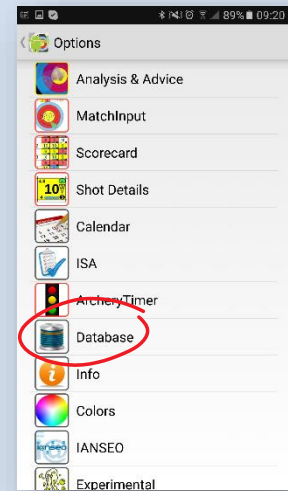 89% 09:20
Options
Analysis & Advice
MatchInput
Scorecard
10
Shot Details
Calendar
ISA
ArcheryTimer
Database
Info
Colors
ianseo
IANSEO
Experimental